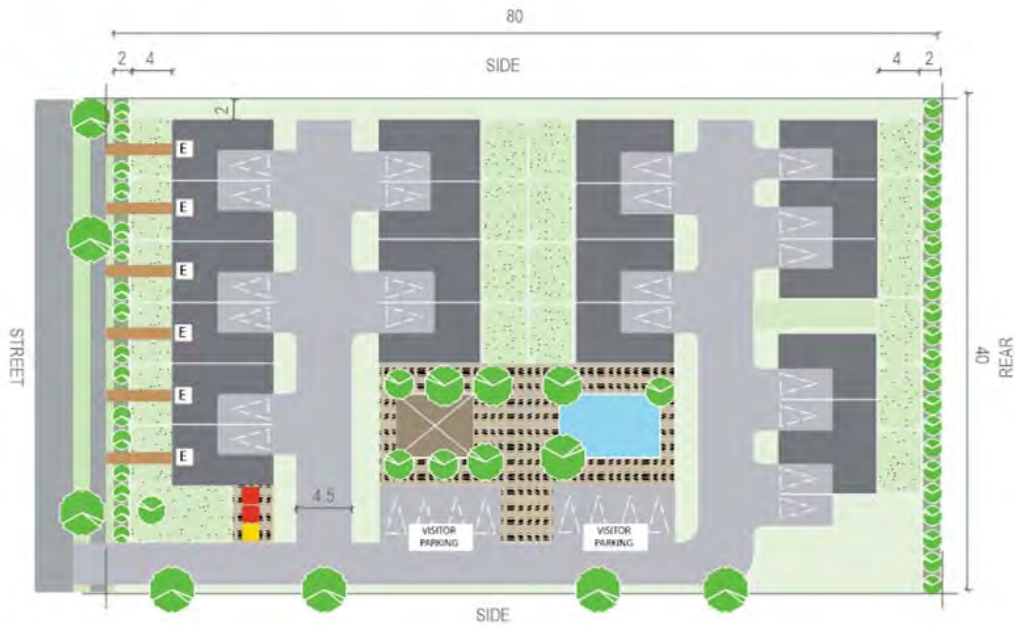 80
2
4
SIDE
4
2
2
E
E
E
E
E
E
STREET
40
REAR
4.5
VISITOR
PARKING
VISITOR
PARKING
SIDE